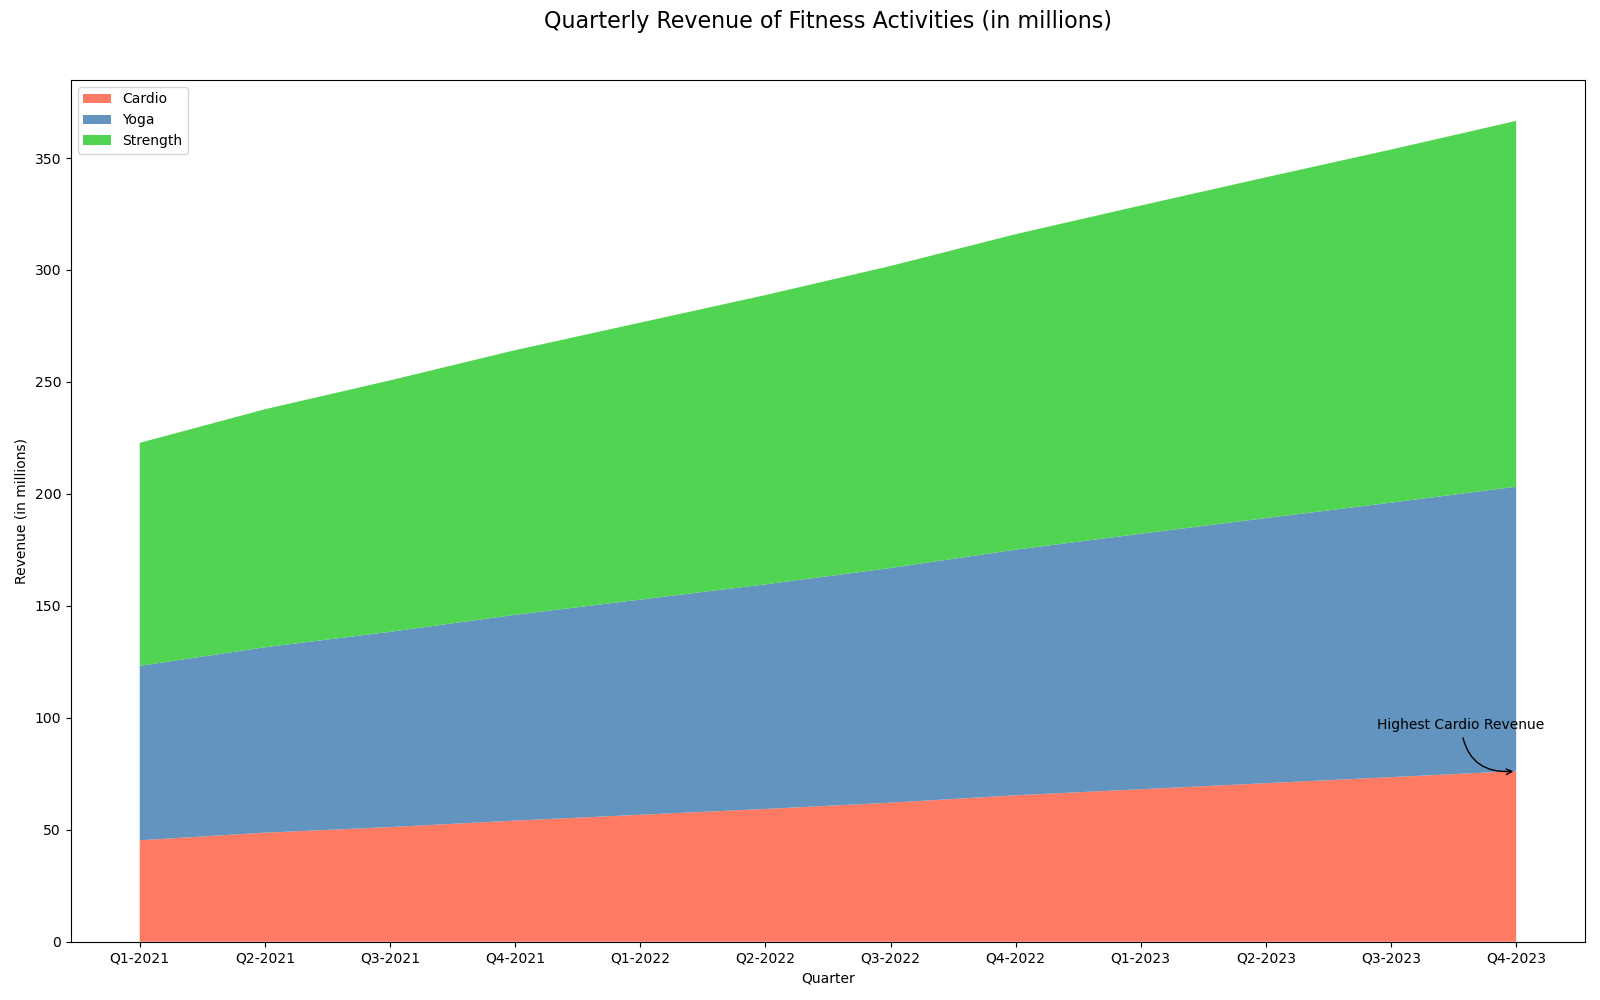 Quarterly Revenue of Fitness Activities (in millions)
Cardio
Yoga
Strength
Revenue (in millions)
350
300
250
200
150
100
50
0
Highest Cardio Revenue
Q1-2021 Q2-2021 Q3-2021 Q4-2021 Q1-2022 Q2-2022 Q3-2022 Q4-2022 Q1-2023 Q2-2023 Q3-2023 Q4-2023
Quarter